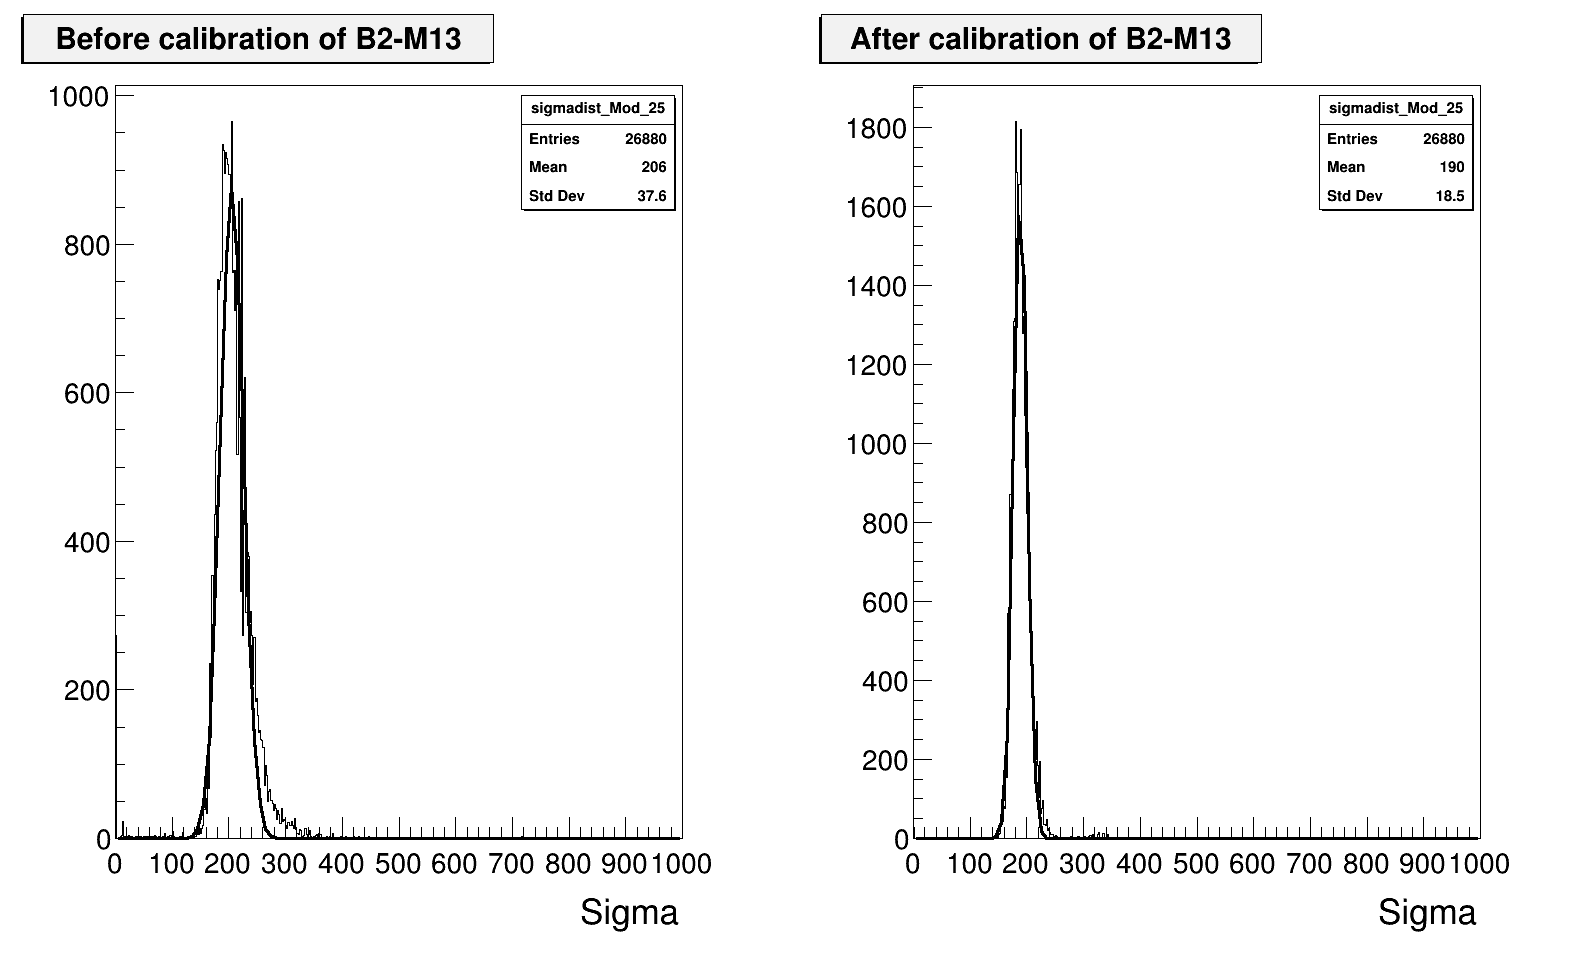 Before calibration of B2-M13
1000
800
600
400
200
0
sigmadist_Mod_25
Entries 26880
Mean 206
Std Dev 37.6
0 100 200 300 400 500 600 700 800 900 1000
Sigma
After calibration of B2-M13
1800
1600
1400
1200
1000
800
600
400
200
0
sigmadist_Mod_25
Entries 26880
Mean 190
Std Dev 18.5
0 100 200 300 400 500 600 700 800 900 1000
Sigma